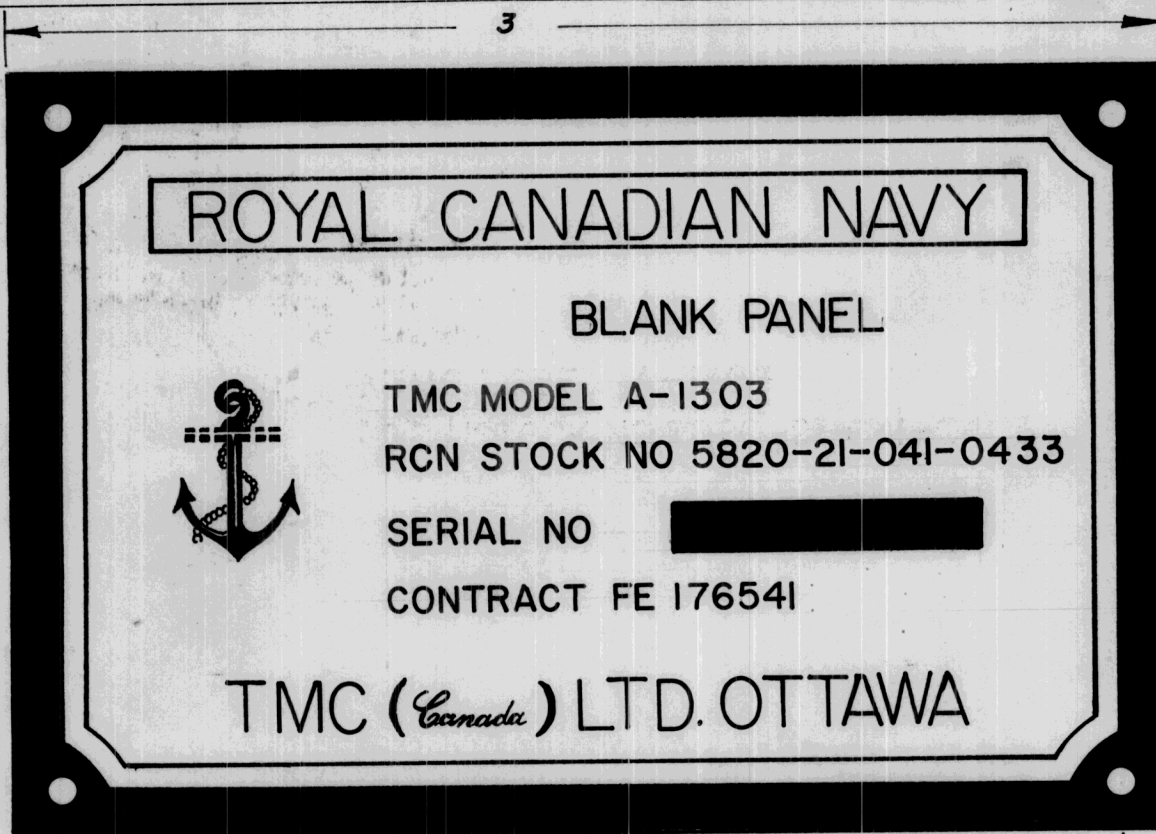 3
ROYAL CANADIAN NAVY
BLANK PANEL
TMC MODEL A-1303
RCN STOCK NO 5820-21-041-0433
SERIAL NO
CONTRACT FE 176541
TMC (Canada) LTD. OTTAWA